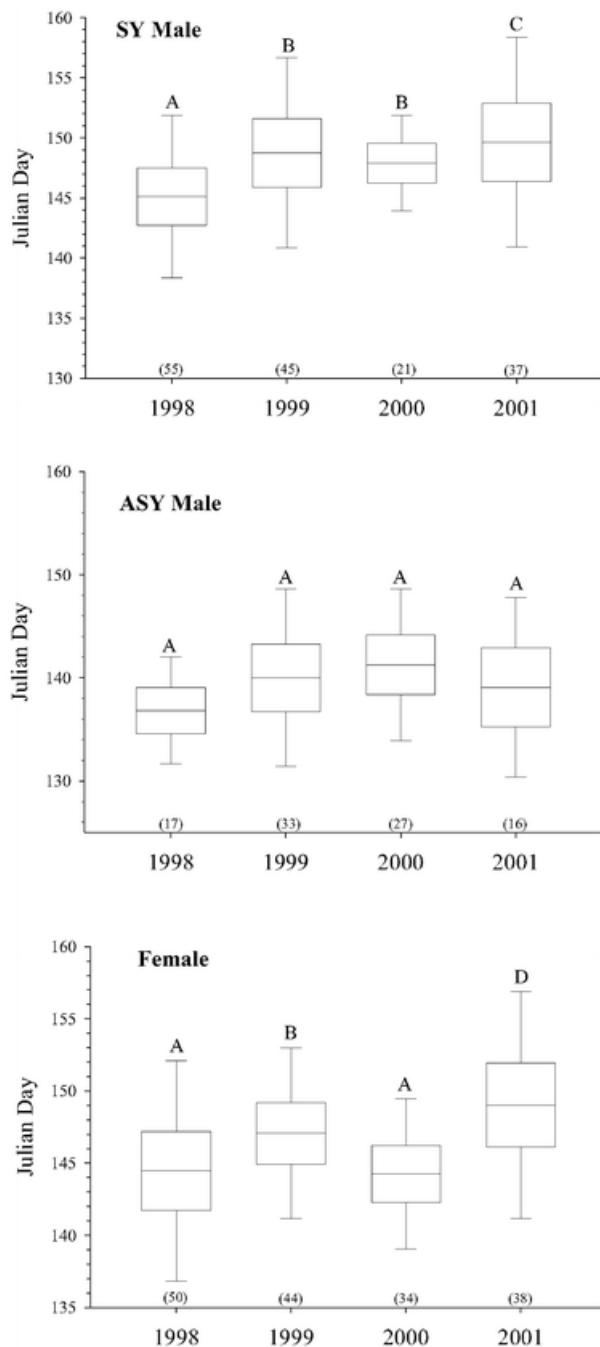 160
SY Male
C
B
155
A
B
150
Julian Day
145
140
135
(55) (45) (21) (37)
130
1998 1999 2000 2001
160
ASY Male
150
A A A
A
Julian Day
140
130
(17) (33) (27) (16)
1998 1999 2000 2001
160
Female
D
155
A B
150
A
Julian Day
145
140
(50) (44) (34) (38)
135
1998 1999 2000 2001